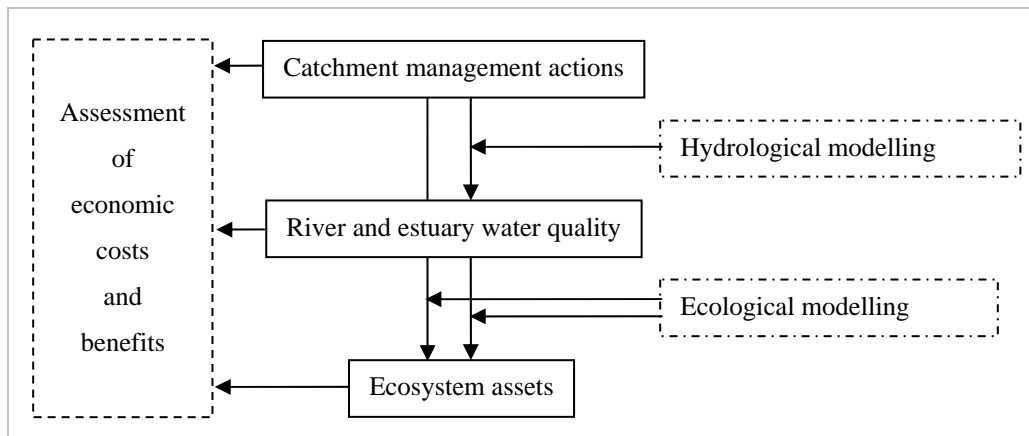 Catchment management actions
Assessment
of
economic
costs
and
benefits
Hydrological modelling
River and estuary water quality
Ecological modelling
Ecosystem assets